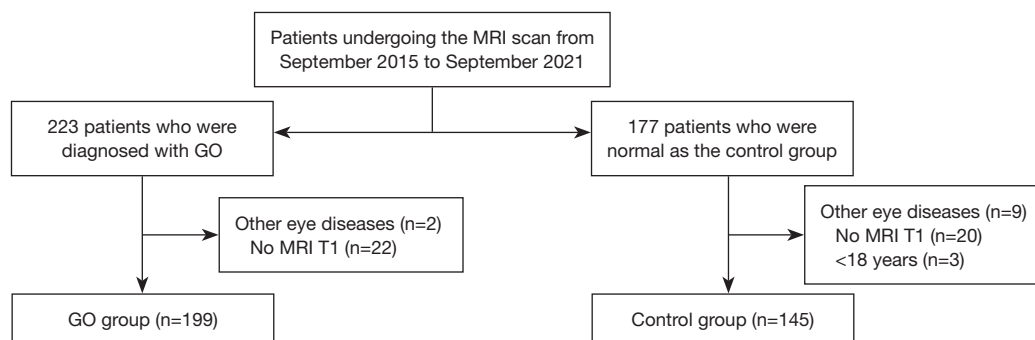 Patients undergoing the MRI scan from
September 2015 to September 2021
223 patients who were
diagnosed with GO
177 patients who were
normal as the control group
Other eye diseases (n=2)
No MRI T1 (n=22)
Other eye diseases (n=9)
No MRI T1 (n=20)
<18 years (n=3)
GO group (n=199)
Control group (n=145)